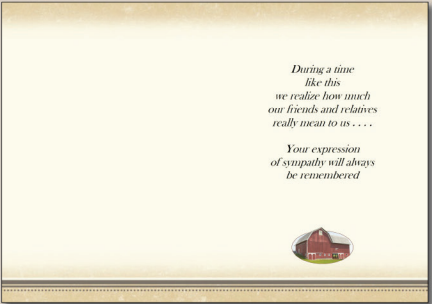 During a time
like this
we realize how much
our friends and relatives
really mean to us . . . .
Your expression
of sympathy will always
be remembered